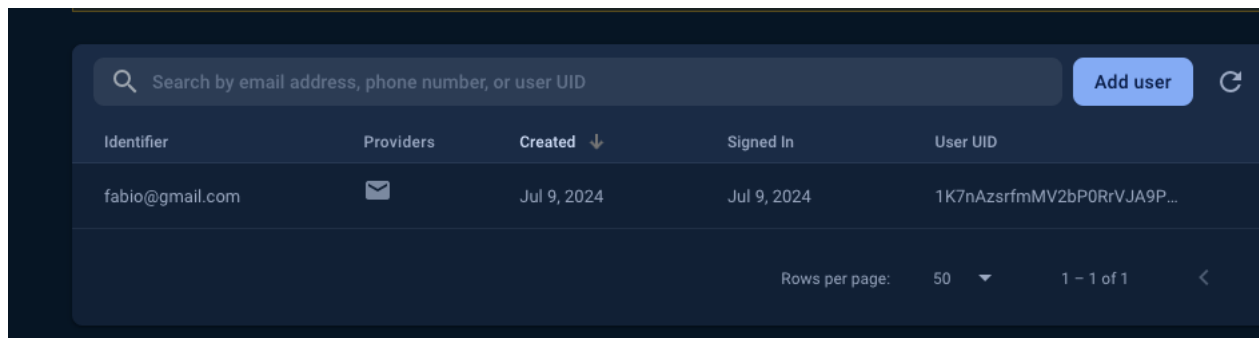 Search by email address, phone number, or user UID
Add user
Identifier Providers Created Signed In User UID
fabio@gmail.com Jul 9, 2024 Jul 9, 2024 1K7nAzsrfmMV2bP0RrVJA9P...
Rows per page: 50 1 – 1 of 1